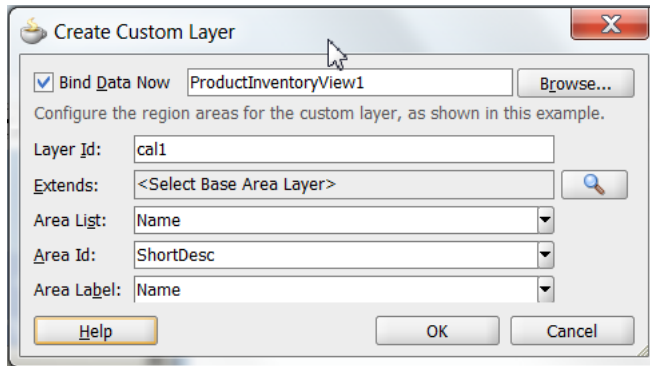 Create Custom Layer
Bind Data Now ProductInventoryView1 Browse...
Configure the region areas for the custom layer, as shown in this example.
Layer Id: cal1
Extends: <Select Base Area Layer>
Area List: Name
Area Id: ShortDesc
Area Label: Name
Help OK Cancel